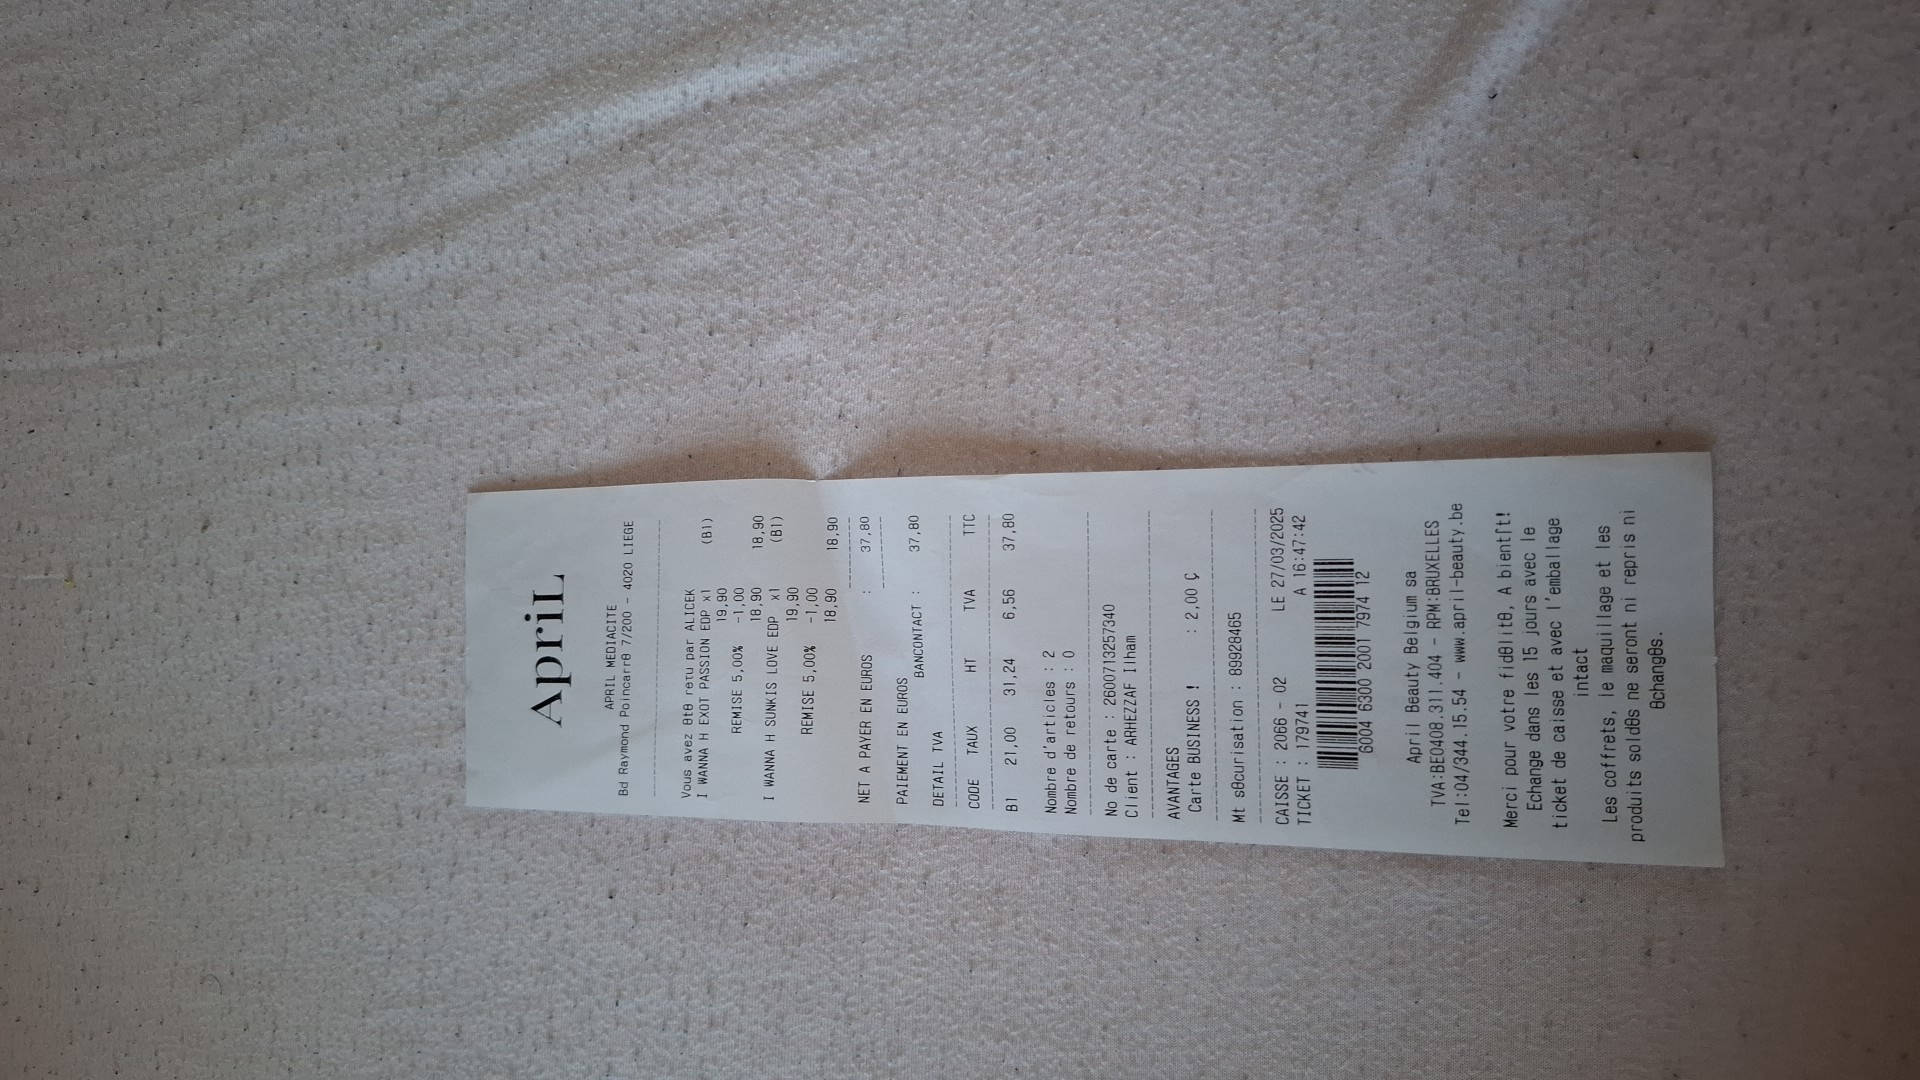 April
APRIL MEDIACITE
Bd Raymond Poincarrθ 7/200 - 4020 LIEGE
Vous avez θtθ retu par ALICEK
I WANNA H EXOT PASSION EDP x1 (B1)
19,90
REMISE 5,00% -1,00
18,90 18,90
I WANNA H SUNKIS LOVE EDP x1 (B1)
19,90
REMISE 5,00% -1,00
18,90 18,90
NET A PAYER EN EUROS : 37,80
PAIEMENT EN EUROS
BANCONTACT : 37,80
DETAIL TVA
CODE TAUX HT TVA TTC
B1 21,00 31,24 6,56 37,80
Nombre d'articles : 2
Nombre de retours : 0
No de carte : 2600713257340
Client : ARHEZZAF Ilham
AVANTAGES
Carte BUSINESS ! : 2,00 Ç
Mt sθcurisation : 89928465
CAISSE : 2066 - 02 LE 27/03/2025
TICKET : 179741 A 16:47:42
6004 6300 2001 7974 12
April Beauty Belgium sa
TVA:BE0408.311.404 - RPM:BRUXELLES
Tel:04/344.15.54 - www.april-beauty.be
Merci pour votre fidθlitθ, A bient⌠t!
Echange dans les 15 jours avec le
ticket de caisse et avec l'emballage
intact
Les coffrets, le maquillage et les
produits soldθs ne seront ni repris ni
θchangθs.